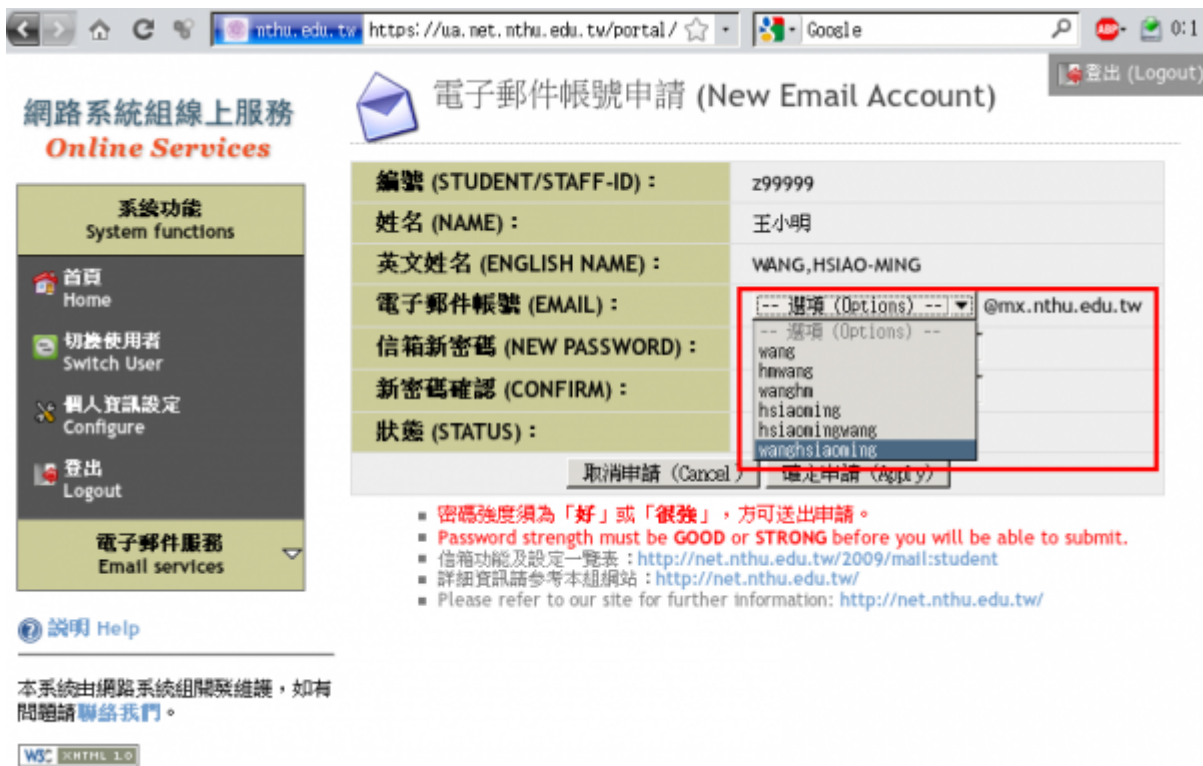 nthu.edu.tw https://ua.net.nthu.edu.tw/portal/ Google ABP 0:1
登出 (Logout)
網路系統組線上服務
Online Services
電子郵件帳號申請 (New Email Account)
系統功能
System functions
首頁
Home
切換使用者
Switch User
個人資訊設定
Configure
登出
Logout
電子郵件服務
Email services
說明 Help
本系統由網路系統組開發維護，如有
問題請聯絡我們。
W3C XHTML 1.0
編號 (STUDENT/STAFF-ID)： z99999
姓名 (NAME)： 王小明
英文姓名 (ENGLISH NAME)： WANG,HSIAO-MING
電子郵件帳號 (EMAIL)： -- 選項 (Options) -- @mx.nthu.edu.tw
信箱新密碼 (NEW PASSWORD)：
新密碼確認 (CONFIRM)：
狀態 (STATUS)：
-- 選項 (Options) --
wang
hmwang
wanghm
hsiaoming
hsiaomingwang
wanghsiaoming
取消申請 (Cancel) 確定申請 (Apply)
密碼強度須為「好」或「很強」，方可送出申請。
Password strength must be GOOD or STRONG before you will be able to submit.
信箱功能及設定一覽表：http://net.nthu.edu.tw/2009/mail:student
詳細資訊請參考本組網站：http://net.nthu.edu.tw/
Please refer to our site for further information: http://net.nthu.edu.tw/